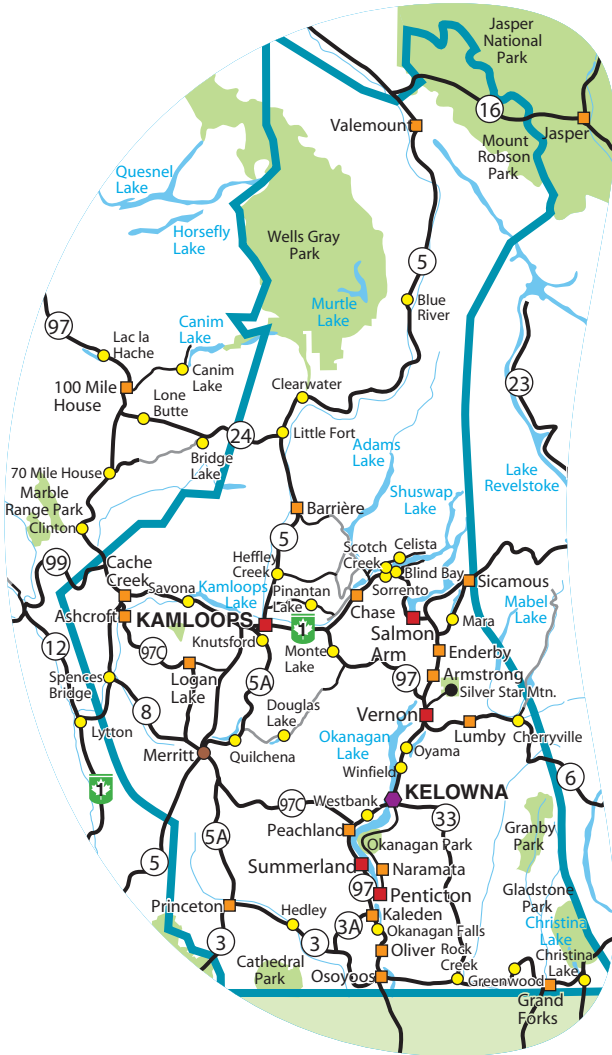 Jasper
National
Park
16
Valemount
Jasper
Mount
Robson
Park
Quesnel
Lake
Horsefly
Lake
Wells Gray
Park
5
Murtle
Lake
Blue
River
97
Lac la
Hache
Canim
Lake
Canim
Lake
100 Mile
House
Lone
Butte
Clearwater
23
24
Little Fort
Bridge
Lake
Adams
Lake
70 Mile House
Marble
Range Park
Lake
Revelstoke
Shuswap
Lake
Clinton
Barrière
5
99
Cache
Creek
Heffley
Creek
Scotch
Creek
Celista
Blind Bay
Sorrento
Sicamous
Savona
Kamloops
Lake
Pinantan
Lake
Chase
Mabel
Lake
Ashcroft
KAMLOOPS
1
Salmon
Arm
Mara
12
97C
Knutsford
Monte
Lake
Enderby
Spences
Bridge
Logan
Lake
5A
97
Armstrong
Silver Star Mtn.
8
Douglas
Lake
Vernon
Lumby
Cherryville
Lytton
Merritt
Quilchena
Okanagan
Lake
Oyama
Winfield
6
1
97C
Westbank
KELOWNA
33
5
5A
Peachland
Okanagan Park
Granby
Park
Summerland
Naramata
97
Penticton
Gladstone
Park
Princeton
Hedley
3A
Kaleden
Okanagan Falls
Christina
Lake
3
3
Oliver
Rock
Creek
Christina
Lake
Cathedral
Park
Osoyoos
Greenwood
Grand
Forks